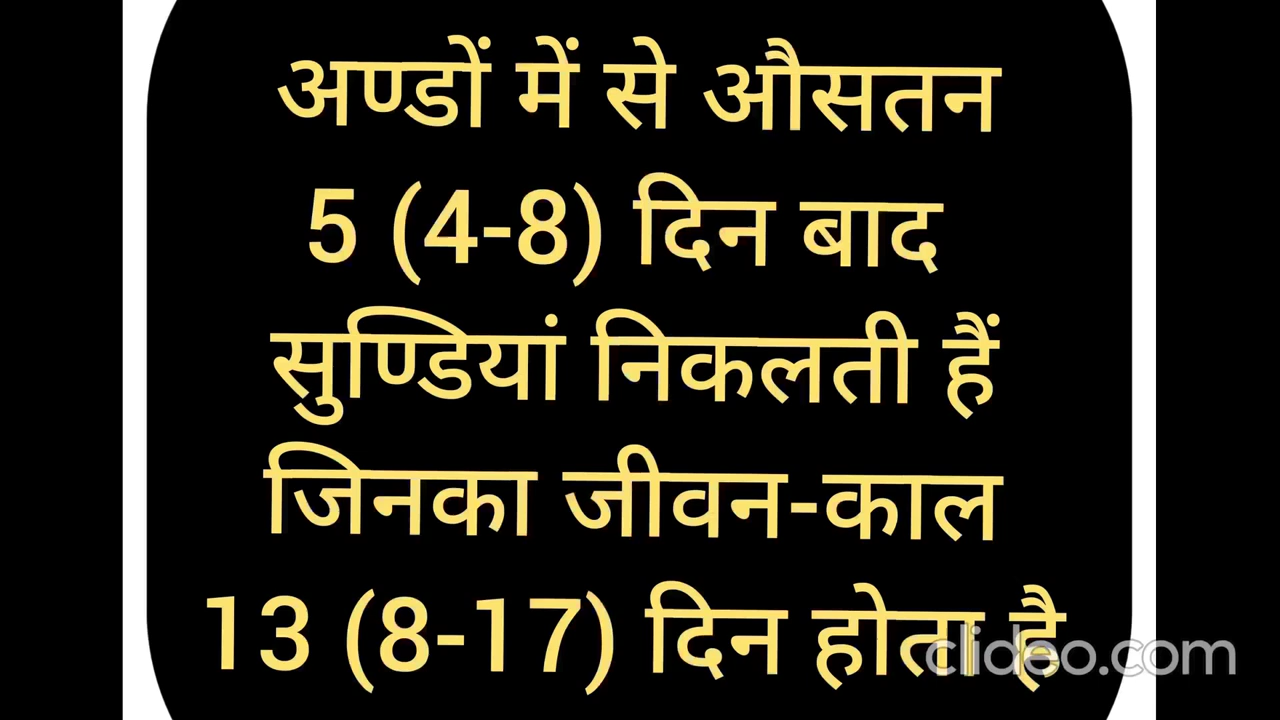 अण्डों में से औसतन
5 (4-8) दिन बाद
सुण्डियां निकलती हैं
जिनका जीवन-काल
13 (8-17) दिन होता है
clideo.com